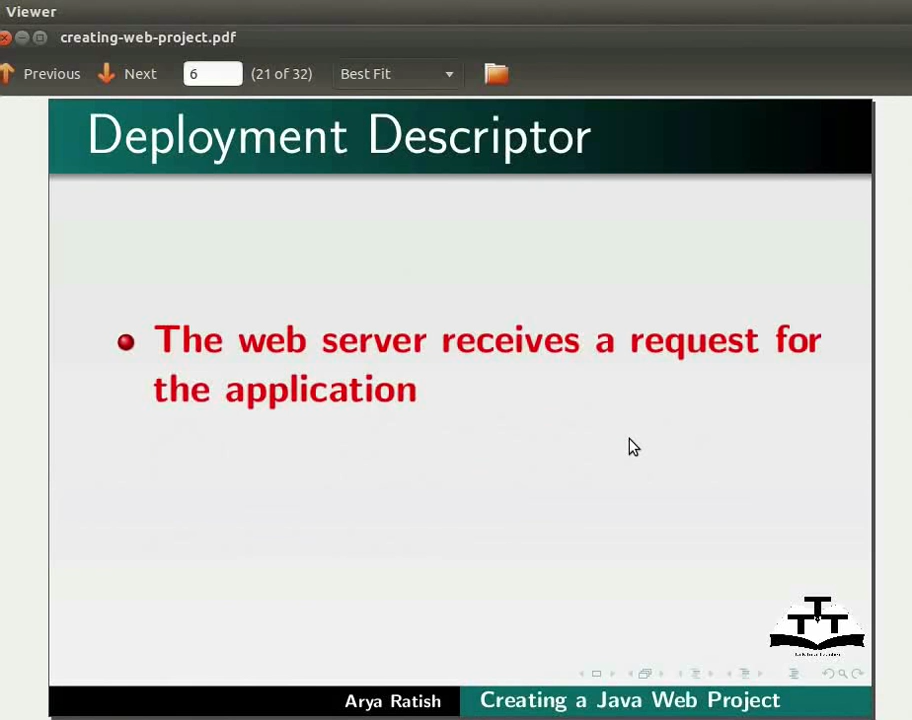 Viewer
creating-web-project.pdf
Previous Next 6 (21 of 32) Best Fit
Deployment Descriptor
The web server receives a request for
the application
TTT
Arya Ratish Creating a Java Web Project